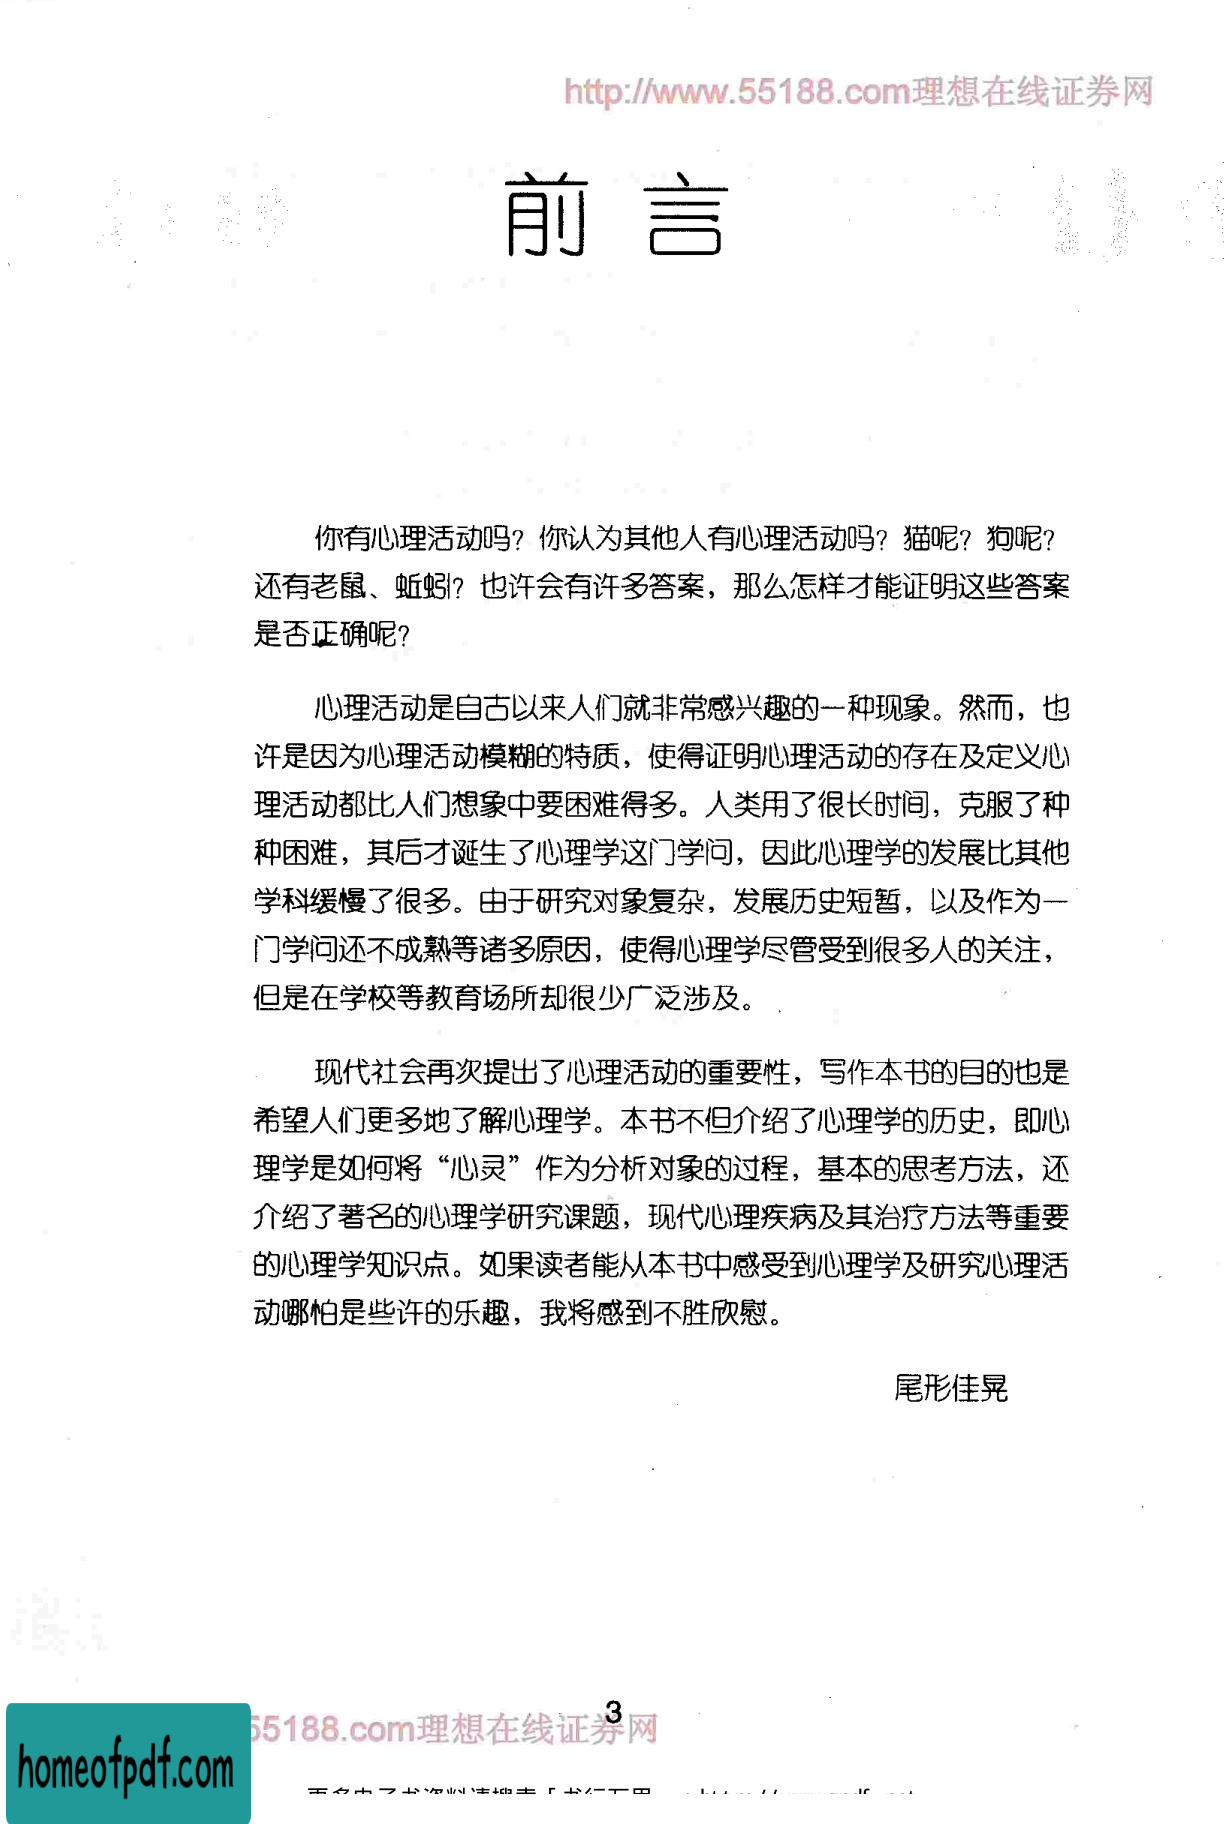 http://www.55188.com理想在线证券网
前言
你有心理活动吗？你认为其他人有心理活动吗？猫呢？狗呢？
还有老鼠、蚯蚓？也许会有许多答案，那么怎样才能证明这些答案
是否正确呢？
心理活动是自古以来人们就非常感兴趣的一种现象。然而，也
许是因为心理活动模糊的特质，使得证明心理活动的存在及定义心
理活动都比人们想象中要困难得多。人类用了很长时间，克服了种
种困难，其后才诞生了心理学这门学问，因此心理学的发展比其他
学科缓慢了很多。由于研究对象复杂，发展历史短暂，以及作为一
门学问还不成熟等诸多原因，使得心理学尽管受到很多人的关注，
但是在学校等教育场所却很少广泛涉及。
现代社会再次提出了心理活动的重要性，写作本书的目的也是
希望人们更多地了解心理学。本书不但介绍了心理学的历史，即心
理学是如何将“心灵”作为分析对象的过程，基本的思考方法，还
介绍了著名的心理学研究课题，现代心理疾病及其治疗方法等重要
的心理学知识点。如果读者能从本书中感受到心理学及研究心理活
动哪怕是些许的乐趣，我将感到不胜欣慰。
尾形佳晃
3
55188.com理想在线证券网
homeofpdf.com